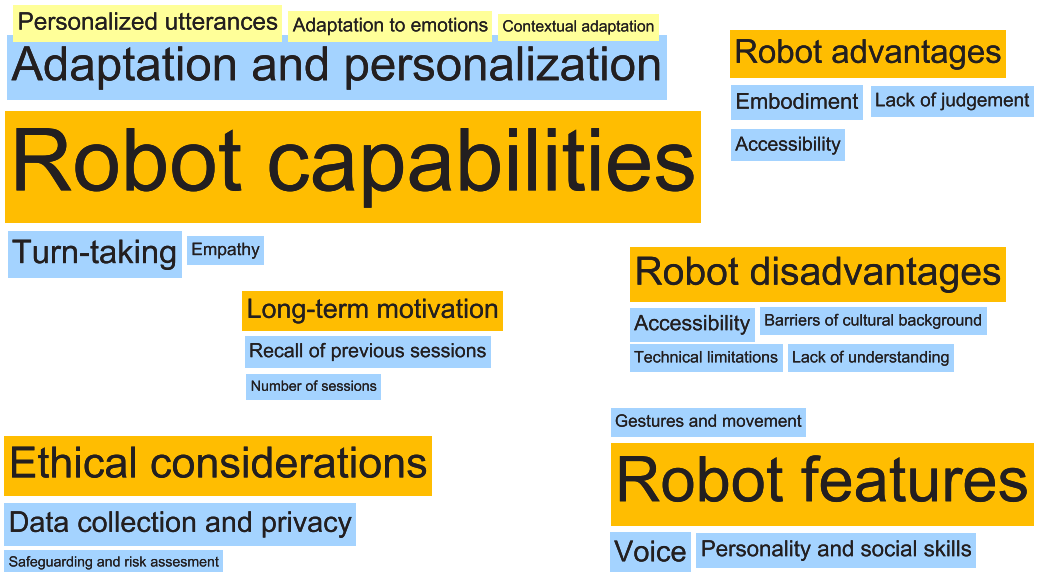 Personalized utterances
Adaptation to emotions
Contextual adaptation
Adaptation and personalization
Robot capabilities
Turn-taking
Empathy
Robot advantages
Embodiment
Lack of judgement
Accessibility
Long-term motivation
Recall of previous sessions
Number of sessions
Robot disadvantages
Accessibility
Barriers of cultural background
Technical limitations
Lack of understanding
Ethical considerations
Data collection and privacy
Safeguarding and risk assesment
Gestures and movement
Robot features
Voice
Personality and social skills